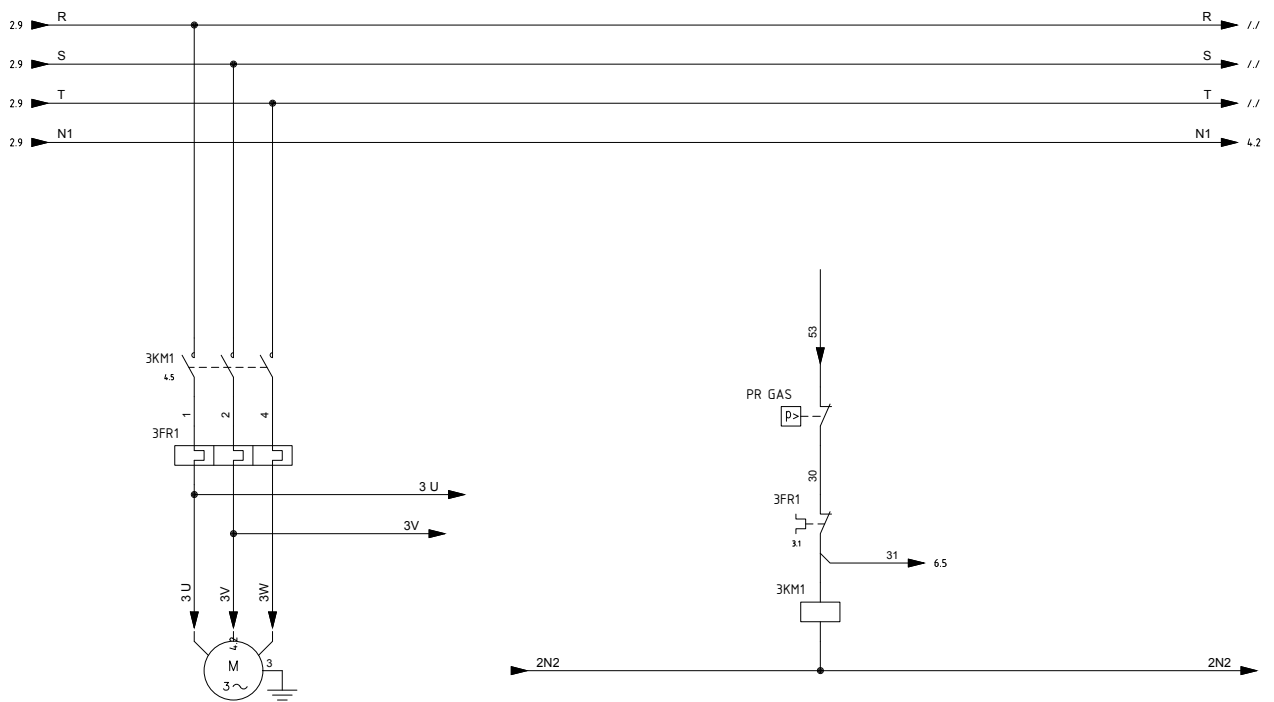 2.9 R R /./
2.9 S S /./
2.9 T T /./
2.9 N1 N1 4.2
53
3KM1
4.5
PR GAS
1 2 4
p>
3FR1
3 U
30
3FR1
3V
3.1
31 6.5
3 U 3V 3W
3KM1
4.2
M 3
3
2N2 2N2